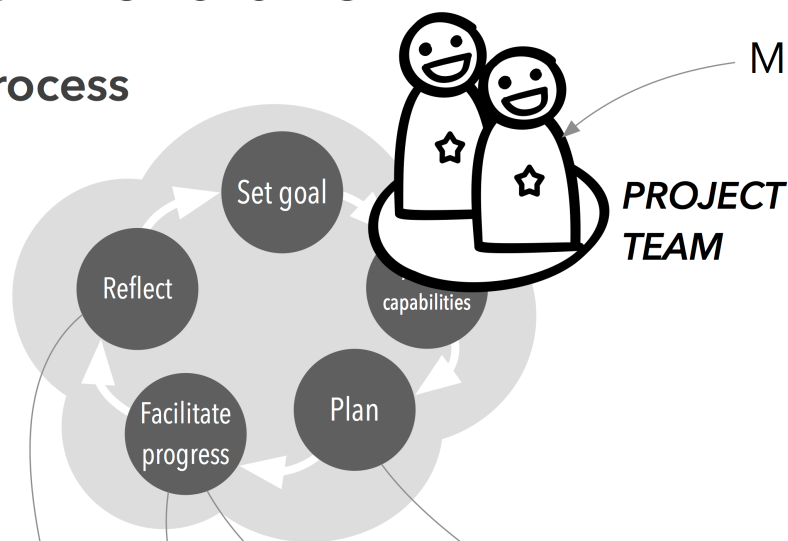 rocess
M
Set goal
PROJECT
TEAM
Reflect
capabilities
Facilitate
progress
Plan